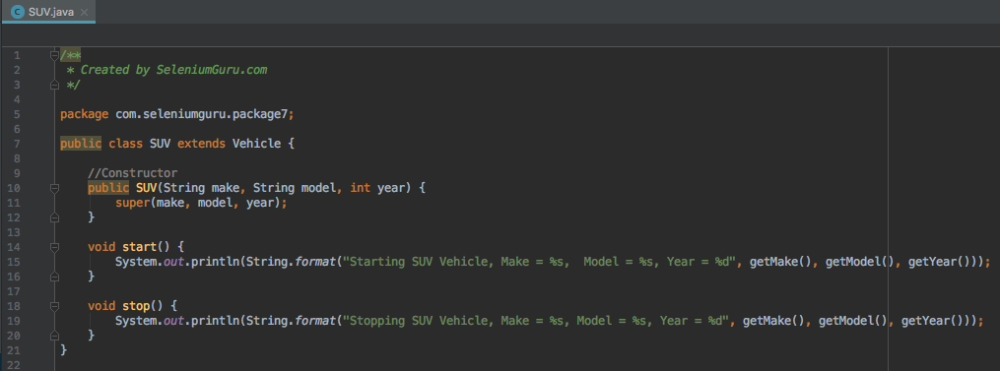 SUV.java
1 /**
2  * Created by SeleniumGuru.com
3  */
4
5 package com.seleniumguru.package7;
6
7 public class SUV extends Vehicle {
8
9     //Constructor
10     public SUV(String make, String model, int year) {
11         super(make, model, year);
12     }
13
14     void start() {
15         System.out.println(String.format("Starting SUV Vehicle, Make = %s,  Model = %s, Year = %d", getMake(), getModel(), getYear()));
16     }
17
18     void stop() {
19         System.out.println(String.format("Stopping SUV Vehicle, Make = %s, Model = %s, Year = %d", getMake(), getModel(), getYear()));
20     }
21 }
22